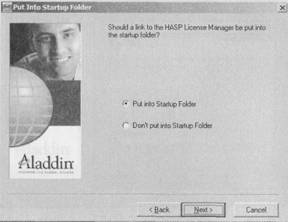 Put Into Startup Folder
Should a link to the HASP License Manager be put into
the startup folder?
Put into Startup Folder
Don't put into Startup Folder
Aladdin
< Back
Next >
Cancel